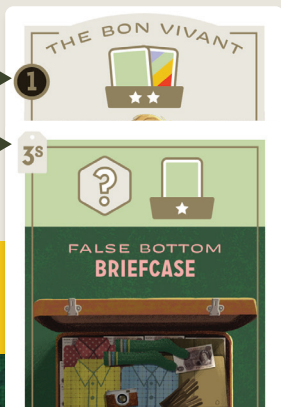 THE BON VIVANT
1
3S
?
FALSE BOTTOM
BRIEFCASE